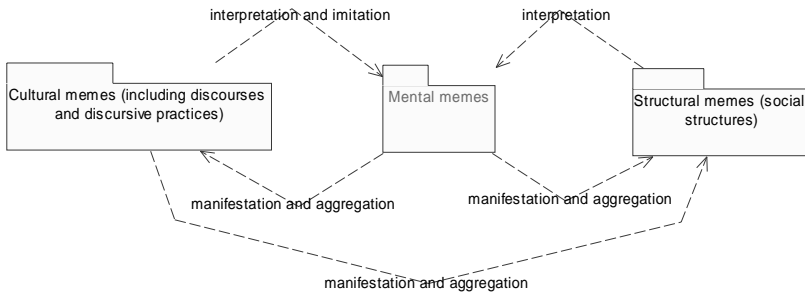 interpretation and imitation
interpretation
Cultural memes (including discourses
and discursive practices)
Mental memes
Structural memes (social
structures)
manifestation and aggregation
manifestation and aggregation
manifestation and aggregation